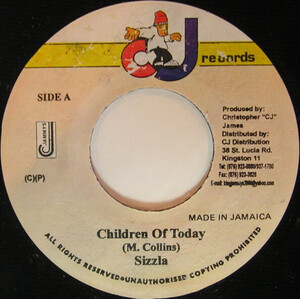 CJ
records
SIDE A
Produced by:
Christopher "CJ"
James
Distributed by:
CJ Distribution
38 St. Lucia Rd.
Kingston 11
JAMMYS
(C)(P)
MADE IN JAMAICA
Children Of Today
(M. Collins)
Sizzla
ALL RIGHTS RESERVED UNAUTHORISED COPYING PROHIBITED